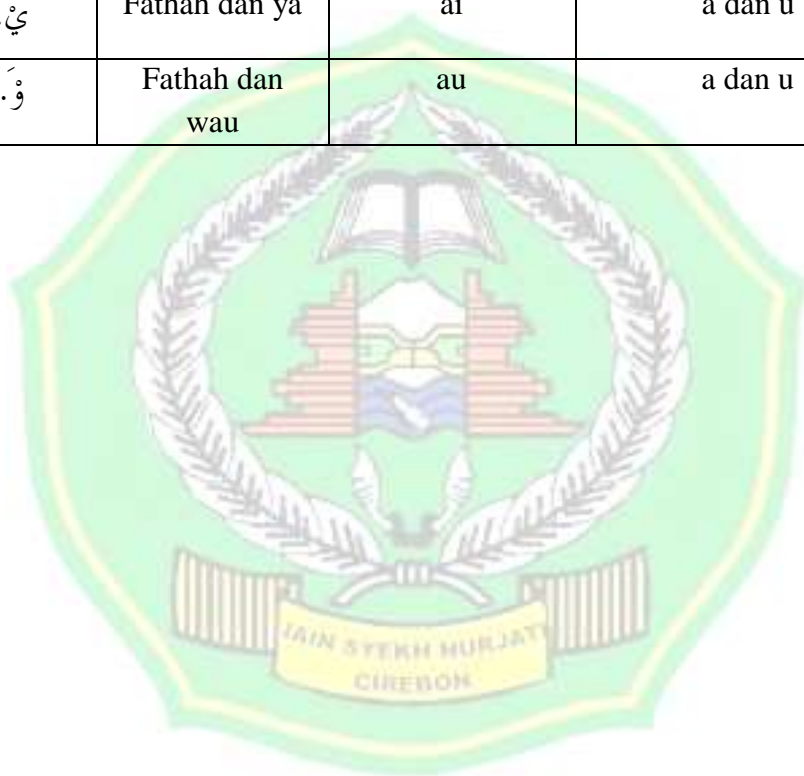 يْ. Fathah dan ya ai a dan u
وْ. َ Fathah dan au a dan u
wau
IAIN SYEKH NURJATI
CIREBON